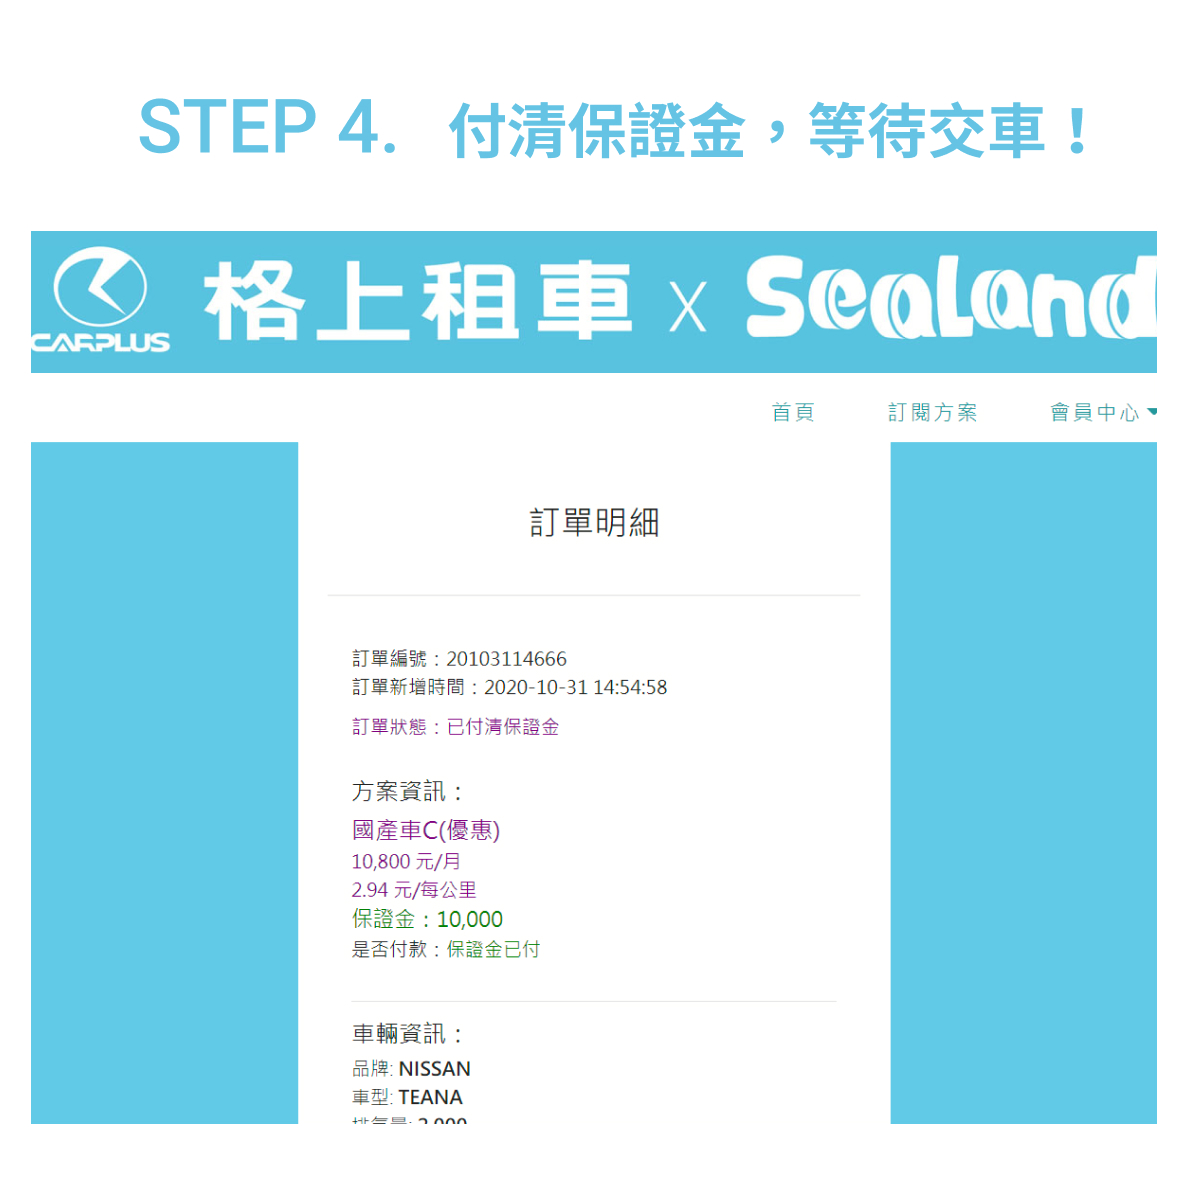 STEP 4. 付清保證金，等待交車！
CARPLUS
格上租車 x Sealand
首頁 訂閱方案 會員中心
訂單明細
訂單編號：20103114666
訂單新增時間：2020-10-31 14:54:58
訂單狀態：已付清保證金
方案資訊：
國產車C(優惠)
10,800 元/月
2.94 元/每公里
保證金：10,000
是否付款：保證金已付
車輛資訊：
品牌: NISSAN
車型: TEANA
排氣量: 2,000